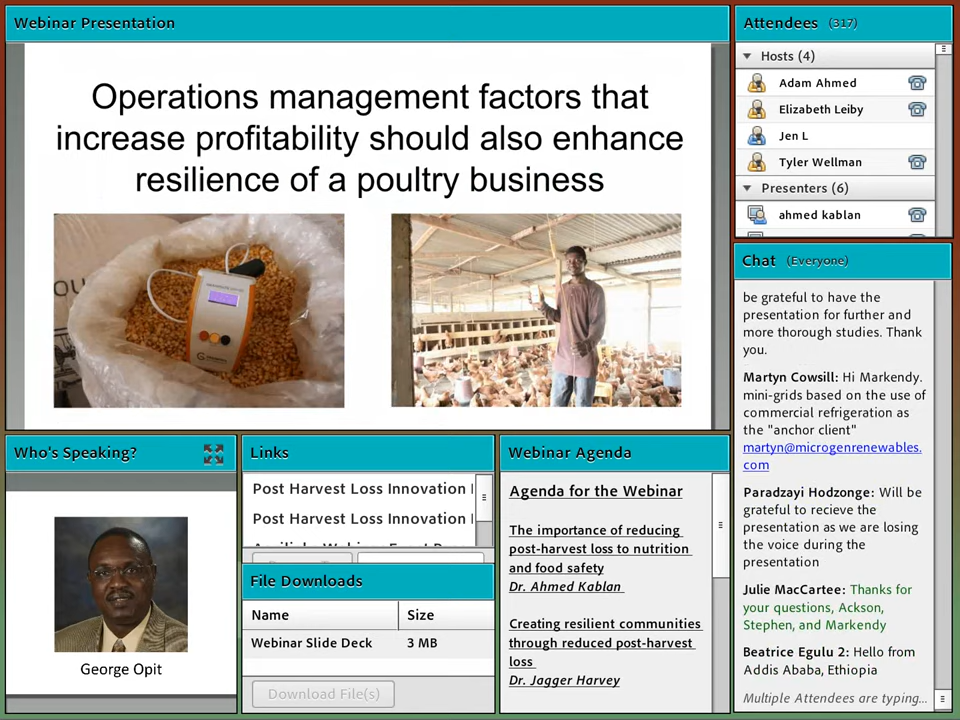 Webinar Presentation
Operations management factors that
increase profitability should also enhance
resilience of a poultry business
Who's Speaking?
George Opit
Links
Post Harvest Loss Innovation
Post Harvest Loss Innovation
File Downloads
Name Size
Webinar Slide Deck 3 MB
Download File(s)
Webinar Agenda
Agenda for the Webinar
The importance of reducing
post-harvest loss to nutrition
and food safety
Dr. Ahmed Kablan
Creating resilient communities
through reduced post-harvest
loss
Dr. Jagger Harvey
Attendees (317)
Hosts (4)
Adam Ahmed
Elizabeth Leiby
Jen L
Tyler Wellman
Presenters (6)
ahmed kablan
Chat (Everyone)
be grateful to have the
presentation for further and
more thorough studies. Thank
you.
Martyn Cowsill: Hi Markendy.
mini-grids based on the use of
commercial refrigeration as
the "anchor client"
martyn@microgenrenewables.
com
Paradzayi Hodzonge: Will be
grateful to recieve the
presentation as we are losing
the voice during the
presentation
Julie MacCartee: Thanks for
your questions, Ackson,
Stephen, and Markendy
Beatrice Egulu 2: Hello from
Addis Ababa, Ethiopia
Multiple Attendees are typing...